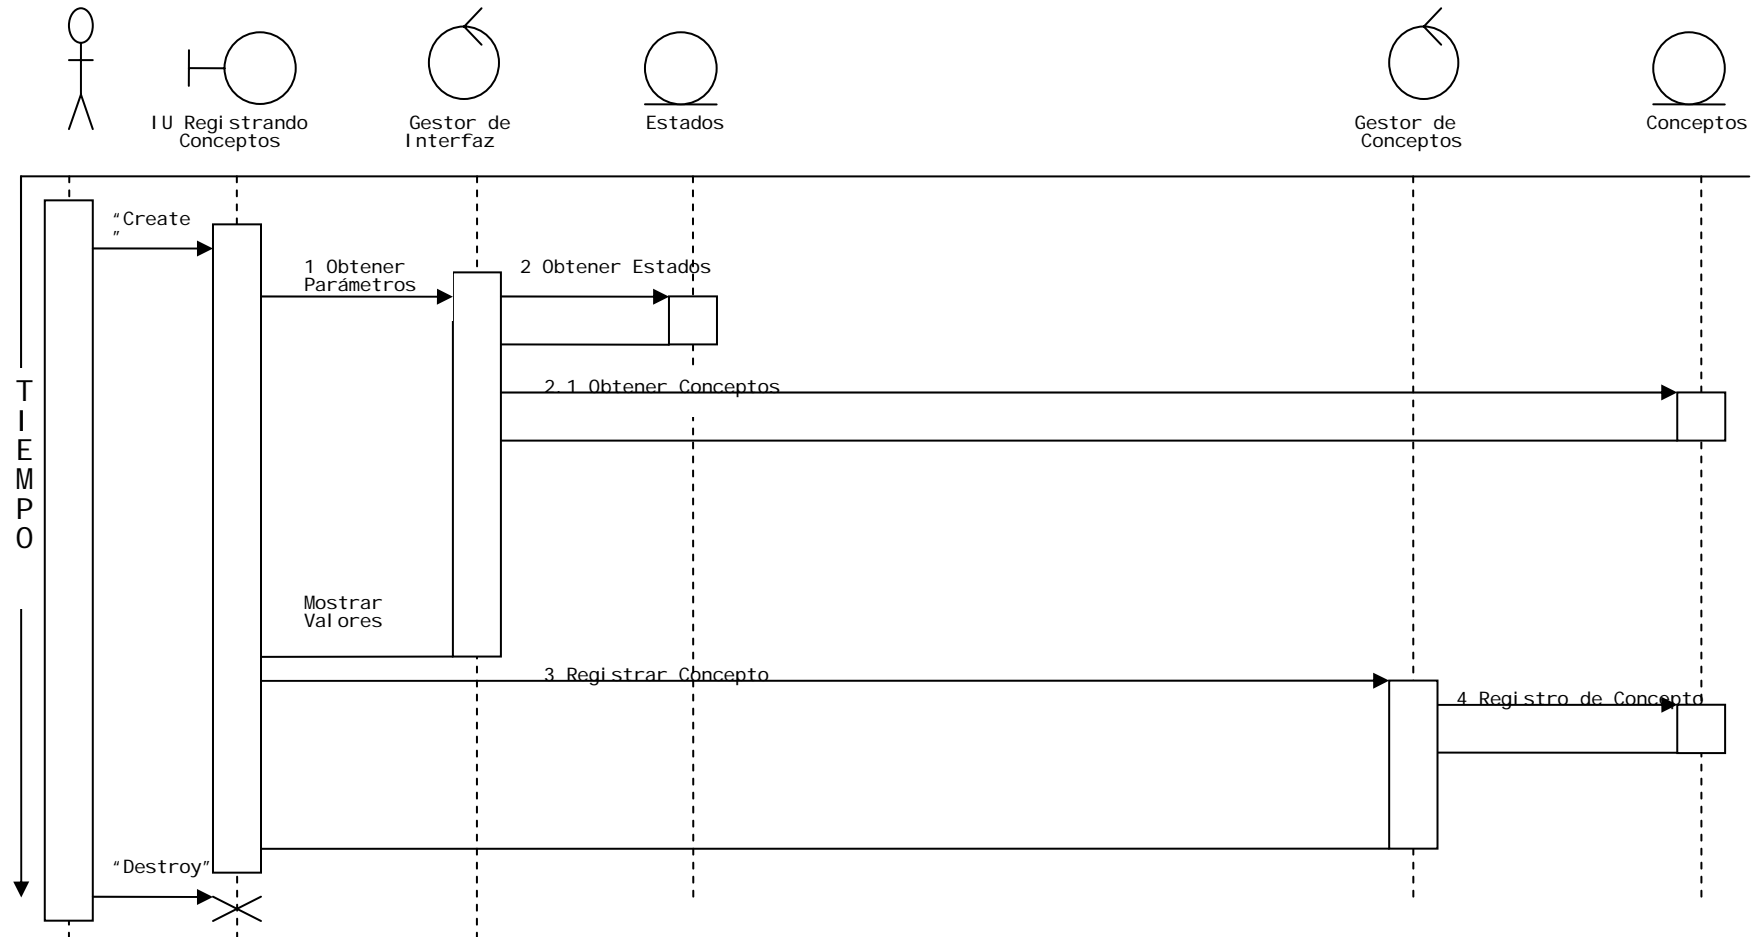 IU Registrando
Conceptos
Gestor de
Interfaz
Estados
Gestor de
Conceptos
Conceptos
“Create
”
1 Obtener
Parámetros
2 Obtener Estados
2.1 Obtener Conceptos
T
I
E
M
P
O
Mostrar
Valores
3 Registrar Concepto
4 Registro de Concepto
“Destroy”